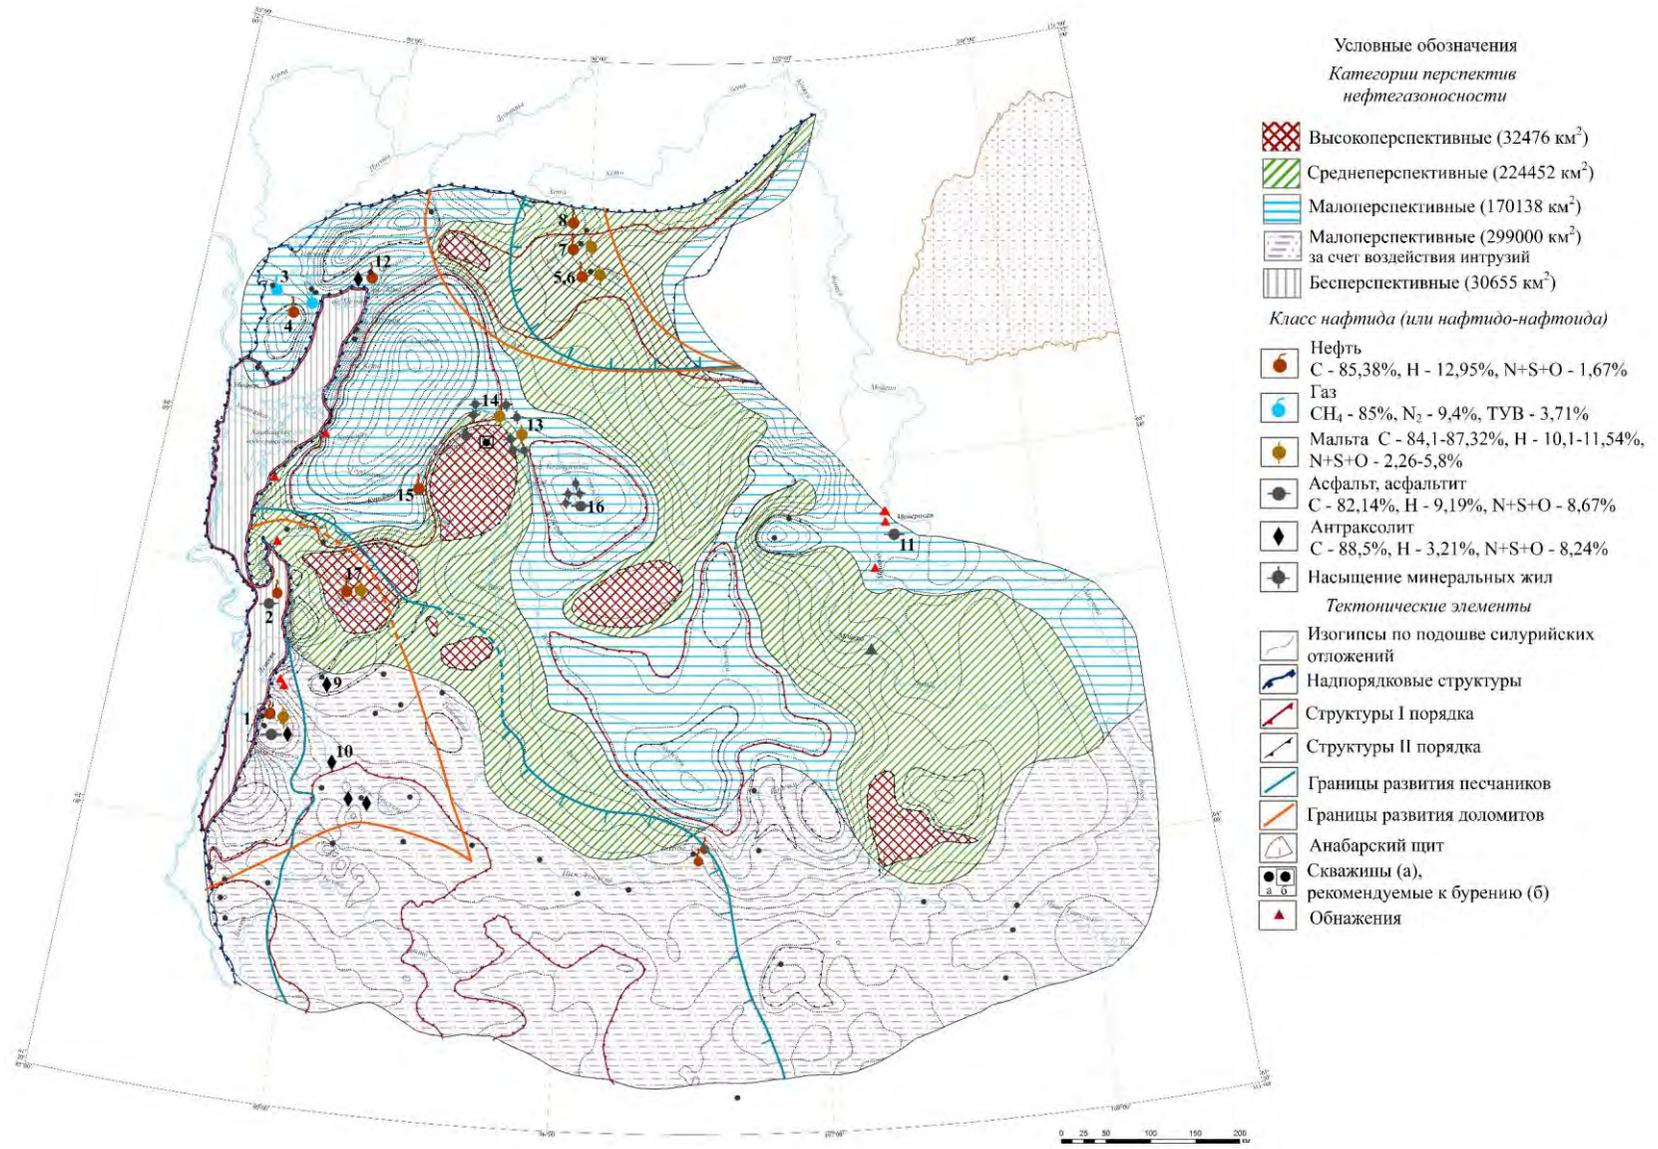 Условные обозначения
Категории перспектив
нефтегазоносности
Высокоперспективные (32476 км²)
Среднеперспективные (224452 км²)
Малоперспективные (170138 км²)
Малоперспективные (299000 км²)
за счет воздействия интрузий
Бесперспективные (30655 км²)
Класс нафтида (или нафтидо-нафтоида)
Нефть
С - 85,38%, Н - 12,95%, N+S+O - 1,67%
Газ
СН₄ - 85%, N₂ - 9,4%, ТУВ - 3,71%
Мальта С - 84,1-87,32%, Н - 10,1-11,54%,
N+S+O - 2,26-5,8%
Асфальт, асфальтит
С - 82,14%, Н - 9,19%, N+S+O - 8,67%
Антраксолит
С - 88,5%, Н - 3,21%, N+S+O - 8,24%
Насыщение минеральных жил
Тектонические элементы
Изогипсы по подошве силурийских
отложений
Надпорядковые структуры
Структуры I порядка
Структуры II порядка
Границы развития песчаников
Границы развития доломитов
Анабарский щит
Скважины (а),
а б
рекомендуемые к бурению (б)
Обнажения
8
7
5,6
12
3
4
14
13
15
16
11
17
2
9
1
10
0 25 50 100 150 200